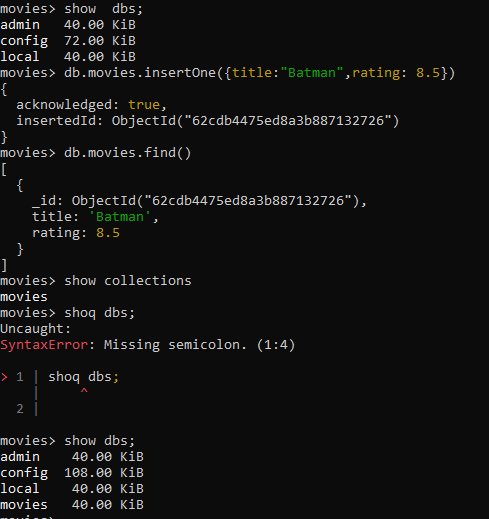 movies> show  dbs;
admin   40.00 KiB
config  72.00 KiB
local   40.00 KiB
movies> db.movies.insertOne({title:"Batman",rating: 8.5})
{
  acknowledged: true,
  insertedId: ObjectId("62cdb4475ed8a3b887132726")
}
movies> db.movies.find()
[
  {
    _id: ObjectId("62cdb4475ed8a3b887132726"),
    title: 'Batman',
    rating: 8.5
  }
]
movies> show collections
movies
movies> shoq dbs;
Uncaught:
SyntaxError: Missing semicolon. (1:4)

> 1 | shoq dbs;
    |     ^
  2 |

movies> show dbs;
admin    40.00 KiB
config  108.00 KiB
local    40.00 KiB
movies   40.00 KiB
movies>